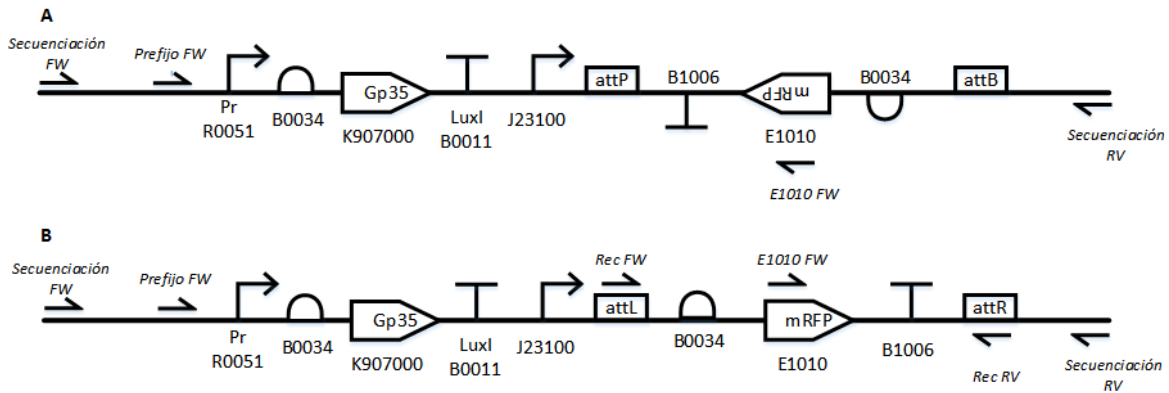 A
Secuenciación
FW
Prefijo FW
Pr
R0051
B0034
Gp35
K907000
LuxI
B0011
J23100
attP
B1006
mRFP
E1010
E1010 FW
B0034
attB
Secuenciación
RV
B
Secuenciación
FW
Prefijo FW
Pr
R0051
B0034
Gp35
K907000
LuxI
B0011
J23100
Rec FW
attL
B0034
E1010 FW
mRFP
E1010
B1006
attR
Rec RV
Secuenciación
RV